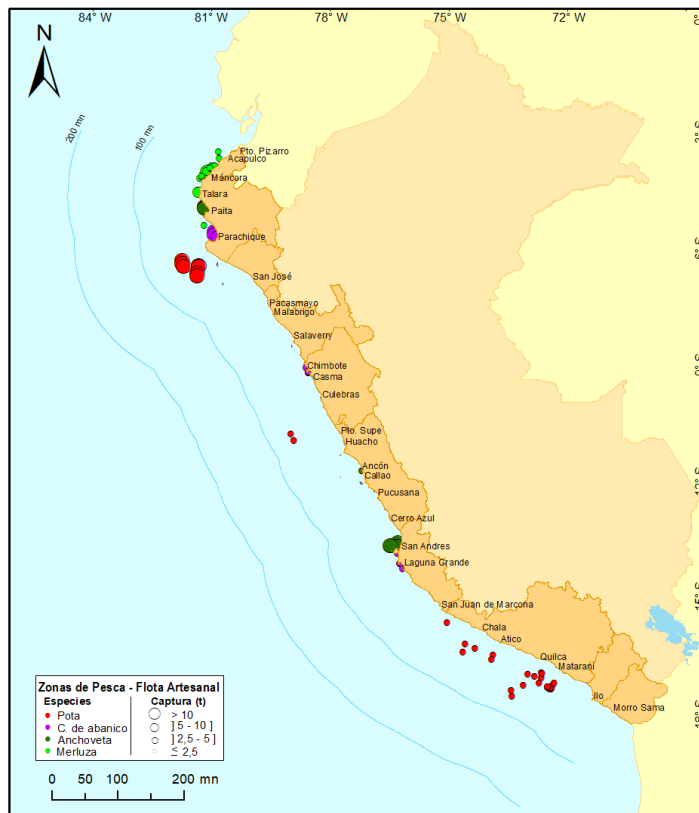 84° W 81° W 78° W 75° W 72° W
N
200 mn
100 mn
Pto. Pizarro
Acapulco
Máncora
Talara
Paita
Parachique
6° S
San José
Pacasmayo
Malabrigo
Salaverry
Chimbote
Casma
Culebras
Pto. Supe
Huacho
Ancón
Callao
Pucusana
Cerro Azul
San Andres
Laguna Grande
San Juan de Marcona
Chala
Atico
Quilca
Matarani
Ilo
Morro Sama
Zonas de Pesca - Flota Artesanal
Especies Captura (t)
Pota > 10
C. de abanico ] 5 - 10 ]
Anchoveta ] 2,5 - 5 ]
Merluza ≤ 2,5
0 50 100 200 mn